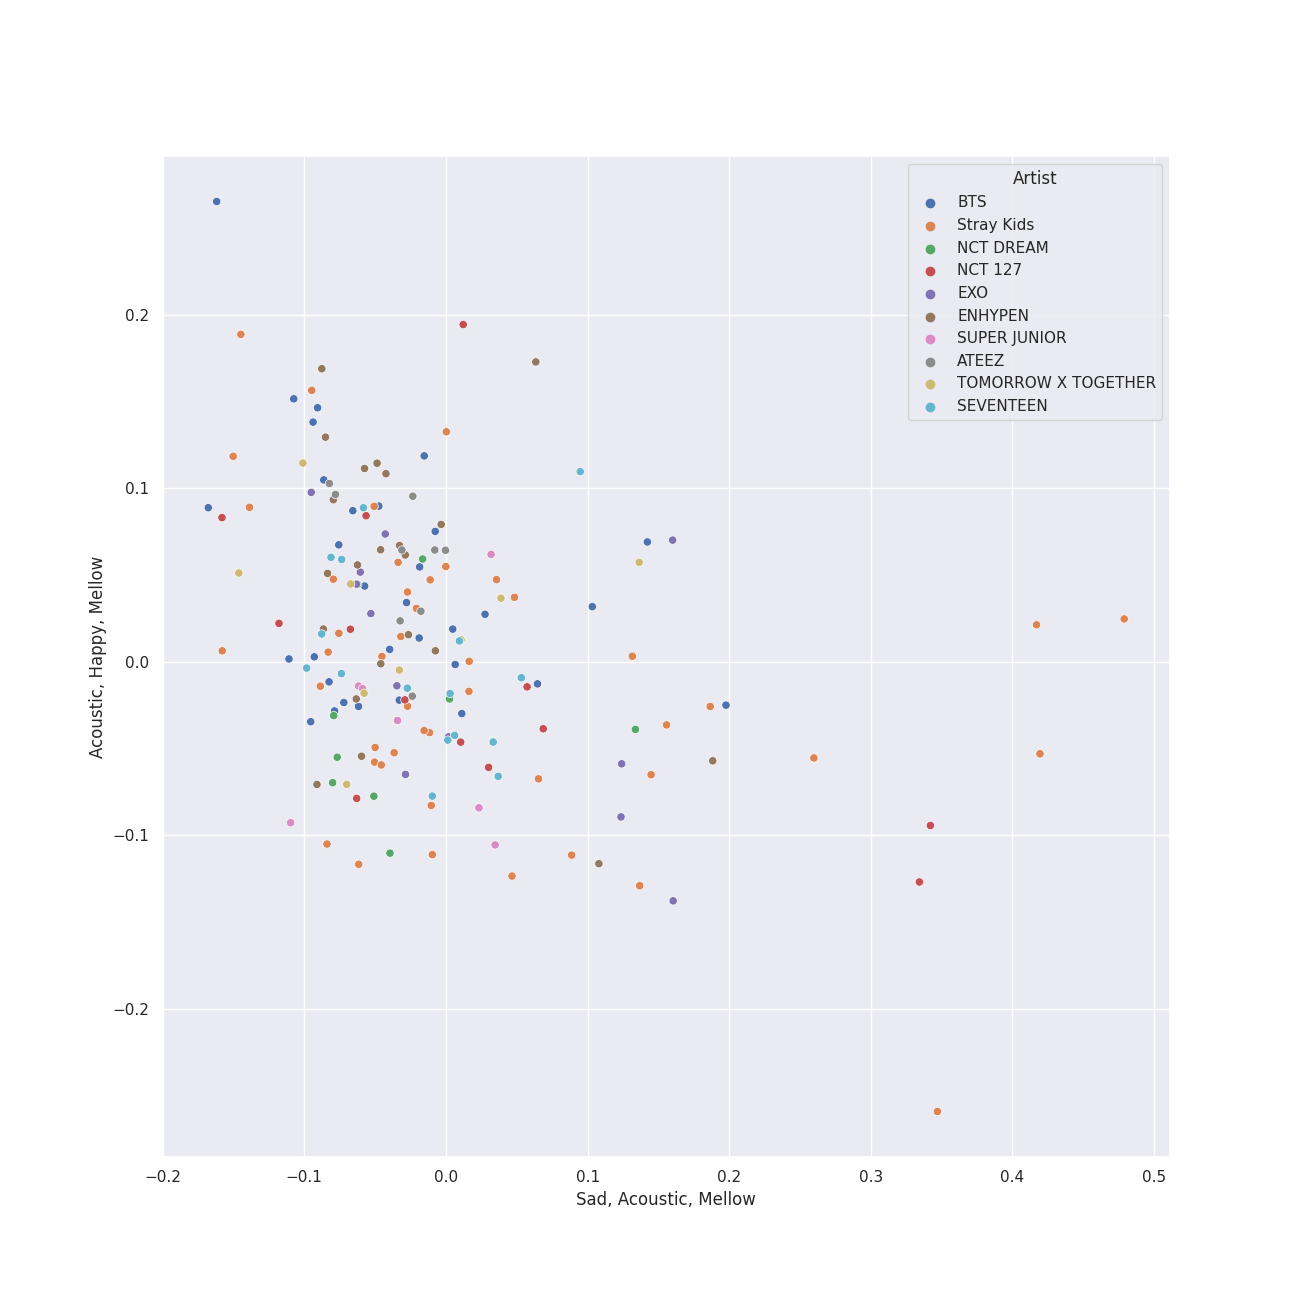 Artist
BTS
Stray Kids
NCT DREAM
NCT 127
EXO
ENHYPEN
SUPER JUNIOR
ATEEZ
TOMORROW X TOGETHER
SEVENTEEN
0.2
0.1
0.0
−0.1
−0.2
Acoustic, Happy, Mellow
−0.2 −0.1 0.0 0.1 0.2 0.3 0.4 0.5
Sad, Acoustic, Mellow